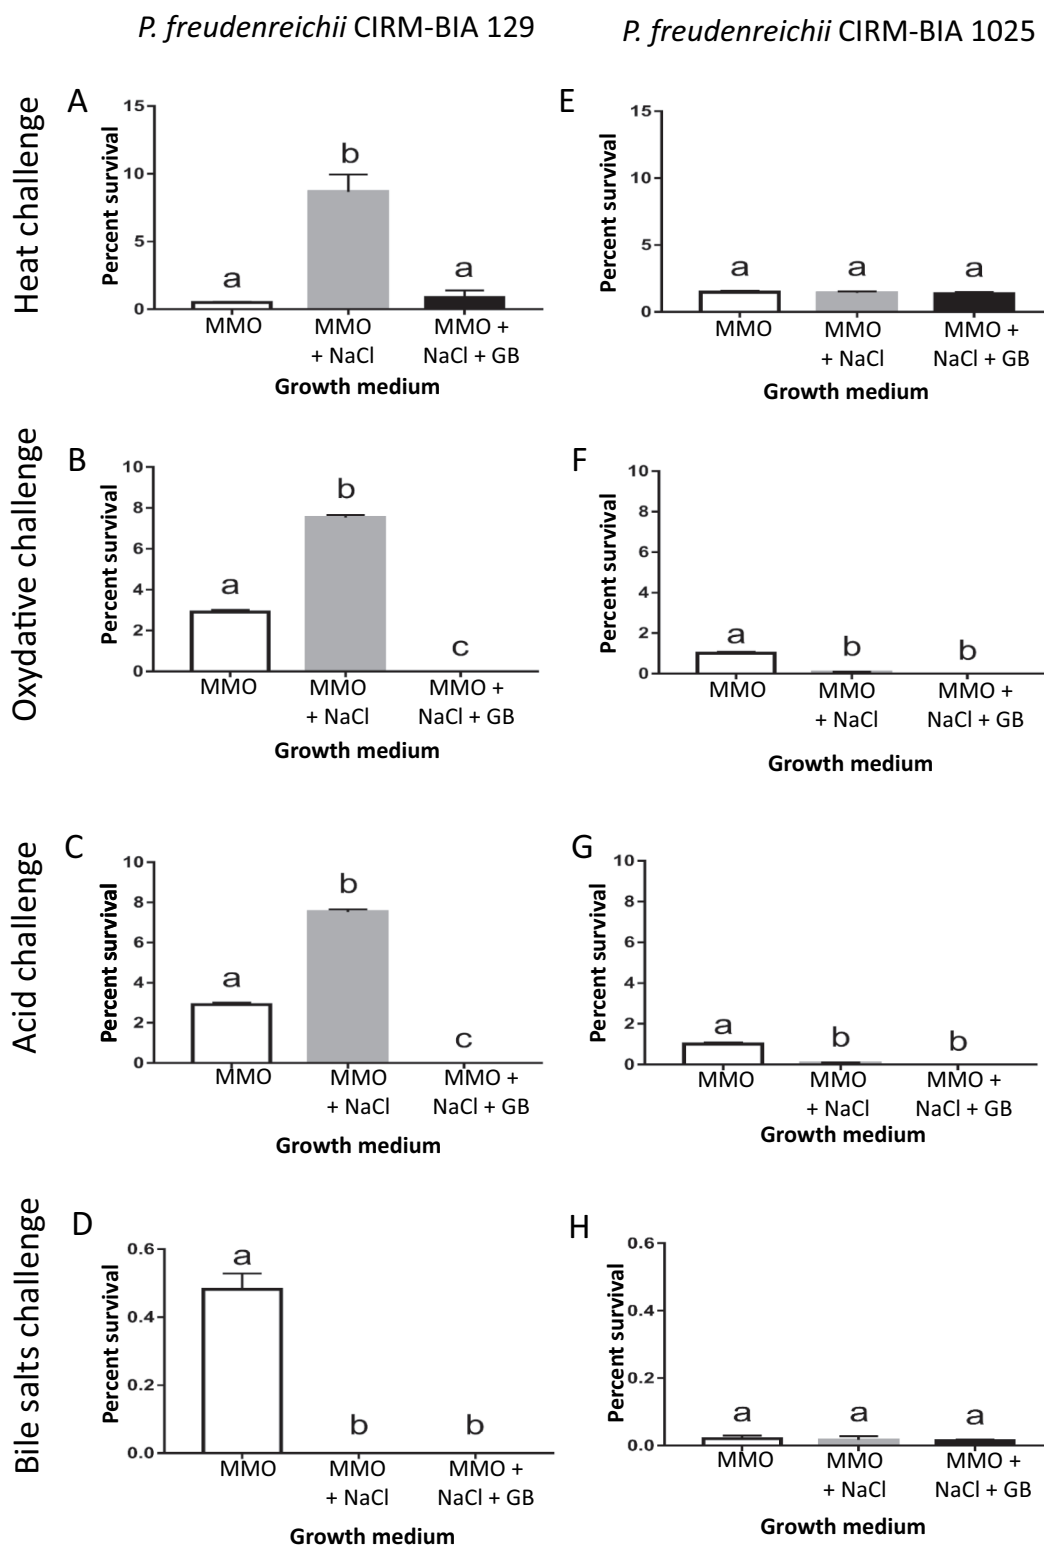 P. freudenreichii CIRM-BIA 129
P. freudenreichii CIRM-BIA 1025
Heat challenge
A
Percent survival
15
10
5
0
a
b
a
MMO
MMO
+ NaCl
MMO +
NaCl + GB
Growth medium
E
Percent survival
15
10
5
0
a
a
a
MMO
MMO
+ NaCl
MMO +
NaCl + GB
Growth medium
Oxydative challenge
B
Percent survival
10
8
6
4
2
0
a
b
c
MMO
MMO
+ NaCl
MMO +
NaCl + GB
Growth medium
F
Percent survival
10
8
6
4
2
0
a
b
b
MMO
MMO
+ NaCl
MMO +
NaCl + GB
Growth medium
Acid challenge
C
Percent survival
10
8
6
4
2
0
a
b
c
MMO
MMO
+ NaCl
MMO +
NaCl + GB
Growth medium
G
Percent survival
10
8
6
4
2
0
a
b
b
MMO
MMO
+ NaCl
MMO +
NaCl + GB
Growth medium
Bile salts challenge
D
Percent survival
0.6
0.4
0.2
0.0
a
b
b
MMO
MMO
+ NaCl
MMO +
NaCl + GB
Growth medium
H
Percent survival
0.6
0.4
0.2
0.0
a
a
a
MMO
MMO
+ NaCl
MMO +
NaCl + GB
Growth medium